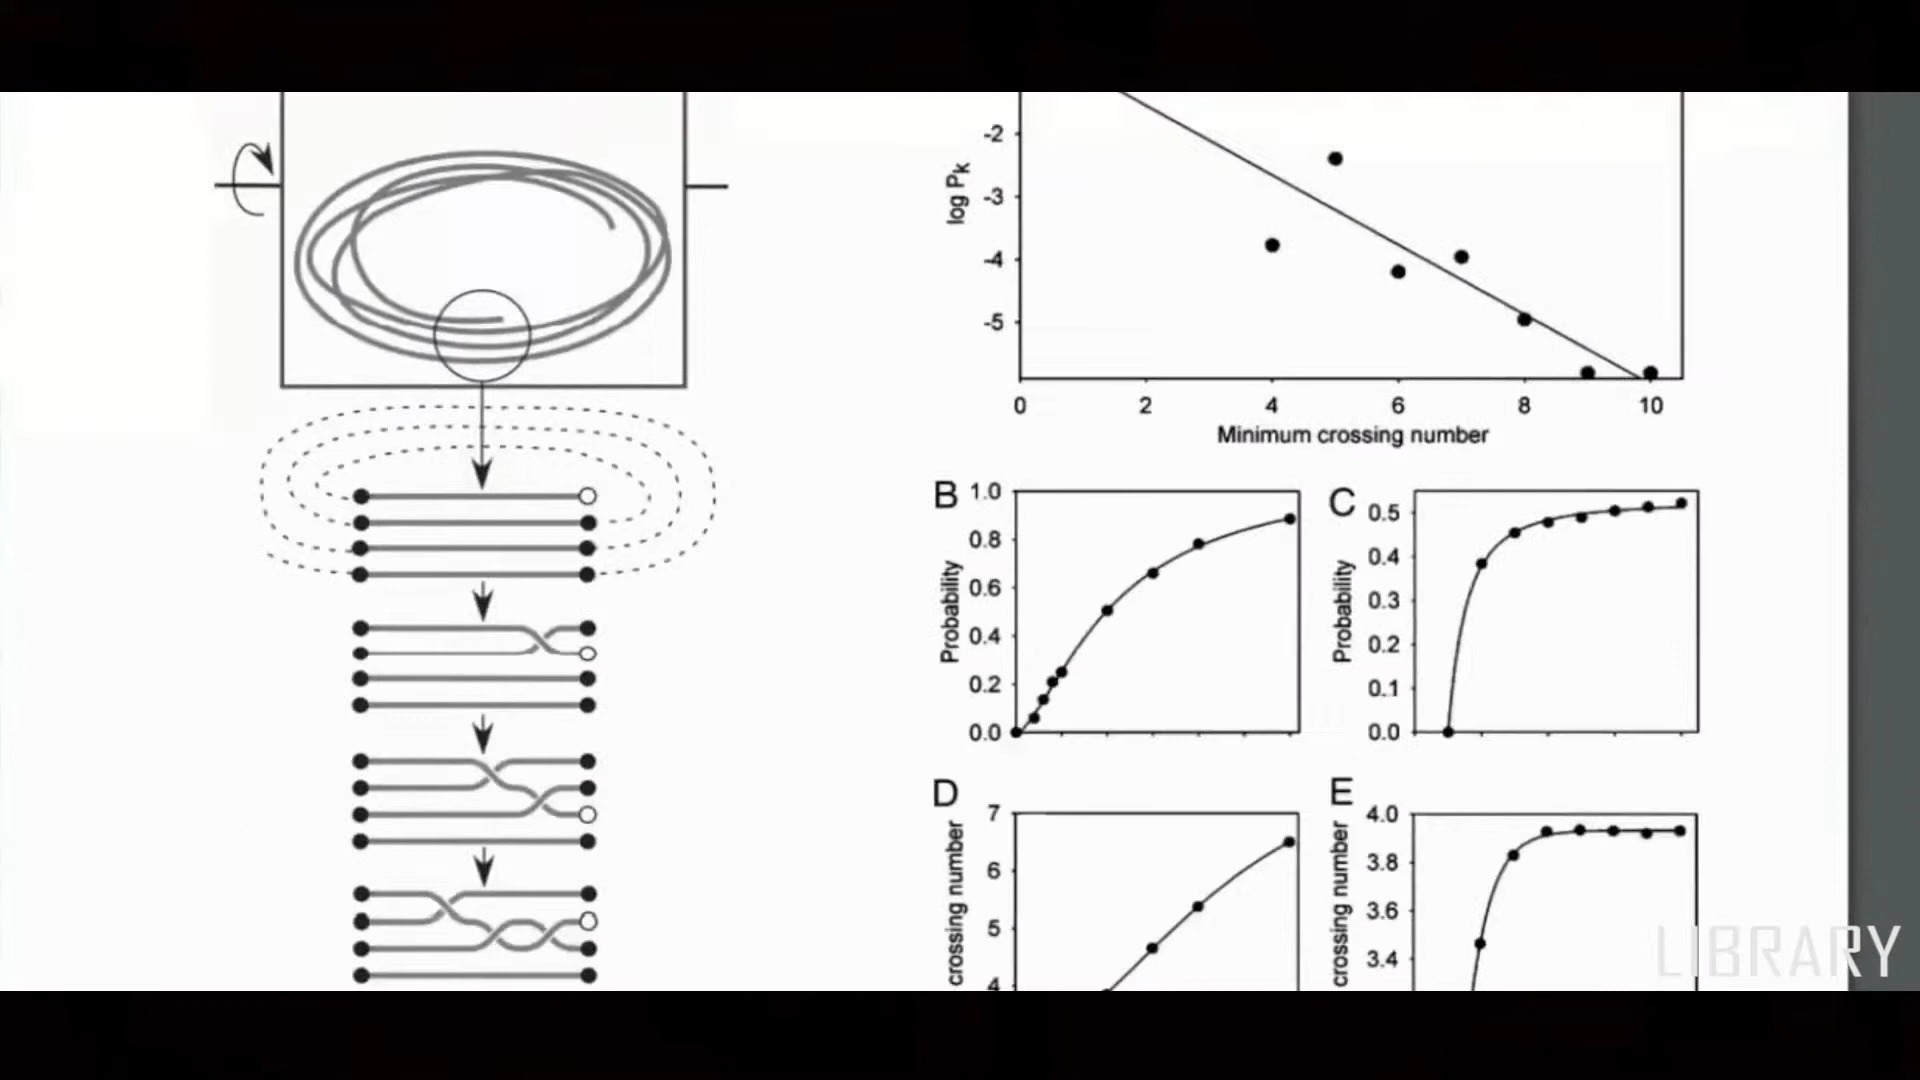 -2
-3
-4
-5
log Pk
0 2 4 6 8 10
Minimum crossing number
B
1.0
0.8
0.6
0.4
0.2
0.0
Probability
C
0.5
0.4
0.3
0.2
0.1
0.0
Probability
D
7
6
5
4
crossing number
E
4.0
3.8
3.6
3.4
crossing number
LIBRARY